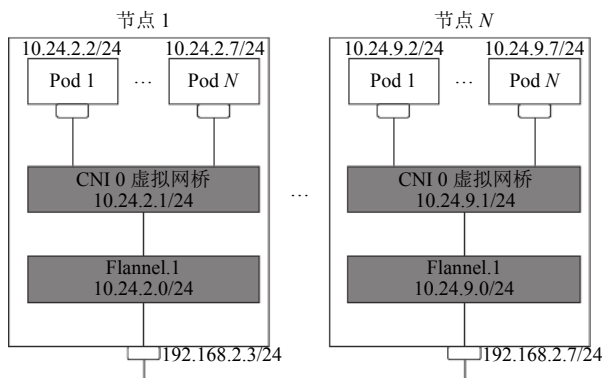 节点 1
10.24.2.2/24 10.24.2.7/24
Pod 1 … Pod N
CNI 0 虚拟网桥
10.24.2.1/24
Flannel.1
10.24.2.0/24
192.168.2.3/24
…
节点 N
10.24.9.2/24 10.24.9.7/24
Pod 1 … Pod N
CNI 0 虚拟网桥
10.24.9.1/24
Flannel.1
10.24.9.0/24
192.168.2.7/24